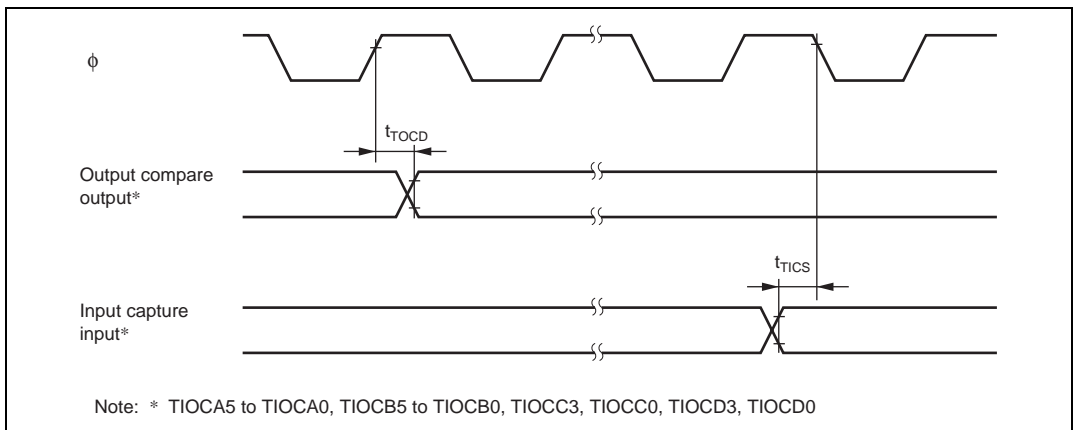 ϕ
tTOCD
Output compare
output*
tTICS
Input capture
input*
Note: * TIOCA5 to TIOCA0, TIOCB5 to TIOCB0, TIOCC3, TIOCC0, TIOCD3, TIOCD0